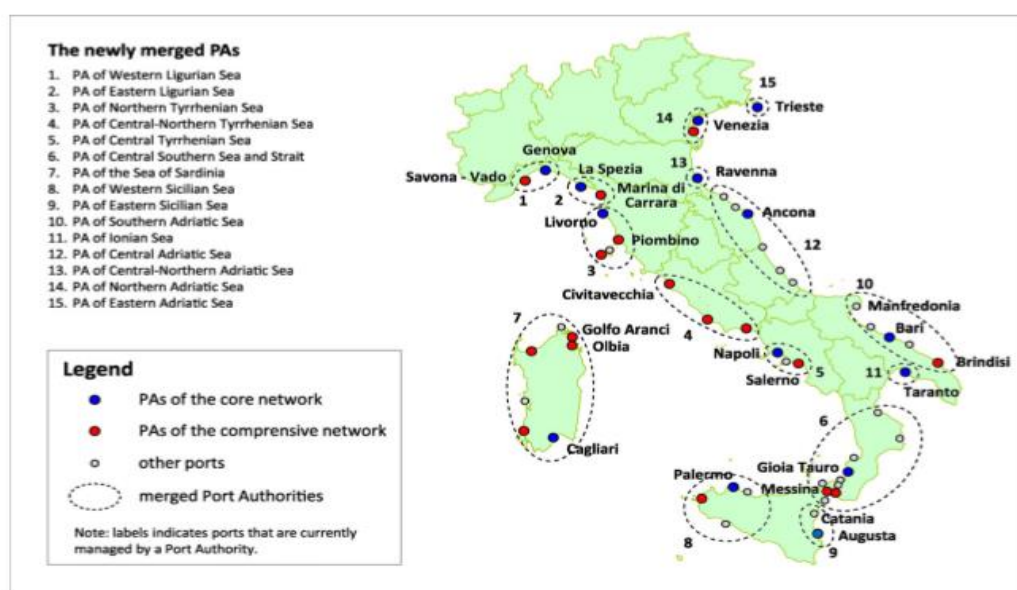 The newly merged PAs
1. PA of Western Ligurian Sea
2. PA of Eastern Ligurian Sea
3. PA of Northern Tyrrhenian Sea
4. PA of Central-Northern Tyrrhenian Sea
5. PA of Central Tyrrhenian Sea
6. PA of Central Southern Sea and Strait
7. PA of the Sea of Sardinia
8. PA of Western Sicilian Sea
9. PA of Eastern Sicilian Sea
10. PA of Southern Adriatic Sea
11. PA of Ionian Sea
12. PA of Central Adriatic Sea
13. PA of Central-Northern Adriatic Sea
14. PA of Northern Adriatic Sea
15. PA of Eastern Adriatic Sea
Legend
PAs of the core network
PAs of the comprensive network
other ports
merged Port Authorities
Note: labels indicates ports that are currently
managed by a Port Authority.
15
Trieste
14
Venezia
Genova
13
Ravenna
La Spezia
Savona - Vado
1
2
Marina di
Carrara
Livorno
Ancona
Piombino
12
3
Civitavecchia
10
Manfredonia
7
Golfo Aranci
Olbia
4
Bari
Napoli
Brindisi
Salerno
5
11
Taranto
6
Cagliari
Palermo
Gioia Tauro
Messina
Catania
Augusta
8
9